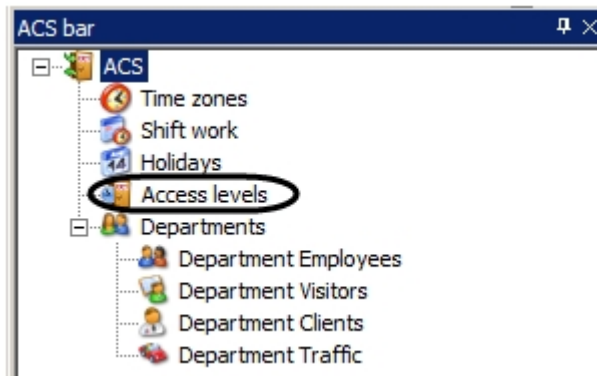 ACS bar
ACS
Time zones
Shift work
Holidays
Access levels
Departments
Department Employees
Department Visitors
Department Clients
Department Traffic